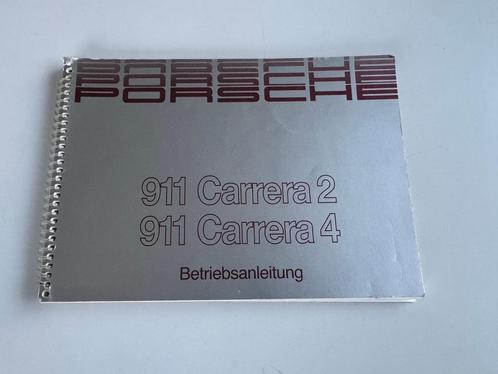 PORSCHE
PORSCHE
PORSCHE
911 Carrera 2
911 Carrera 4
Betriebsanleitung